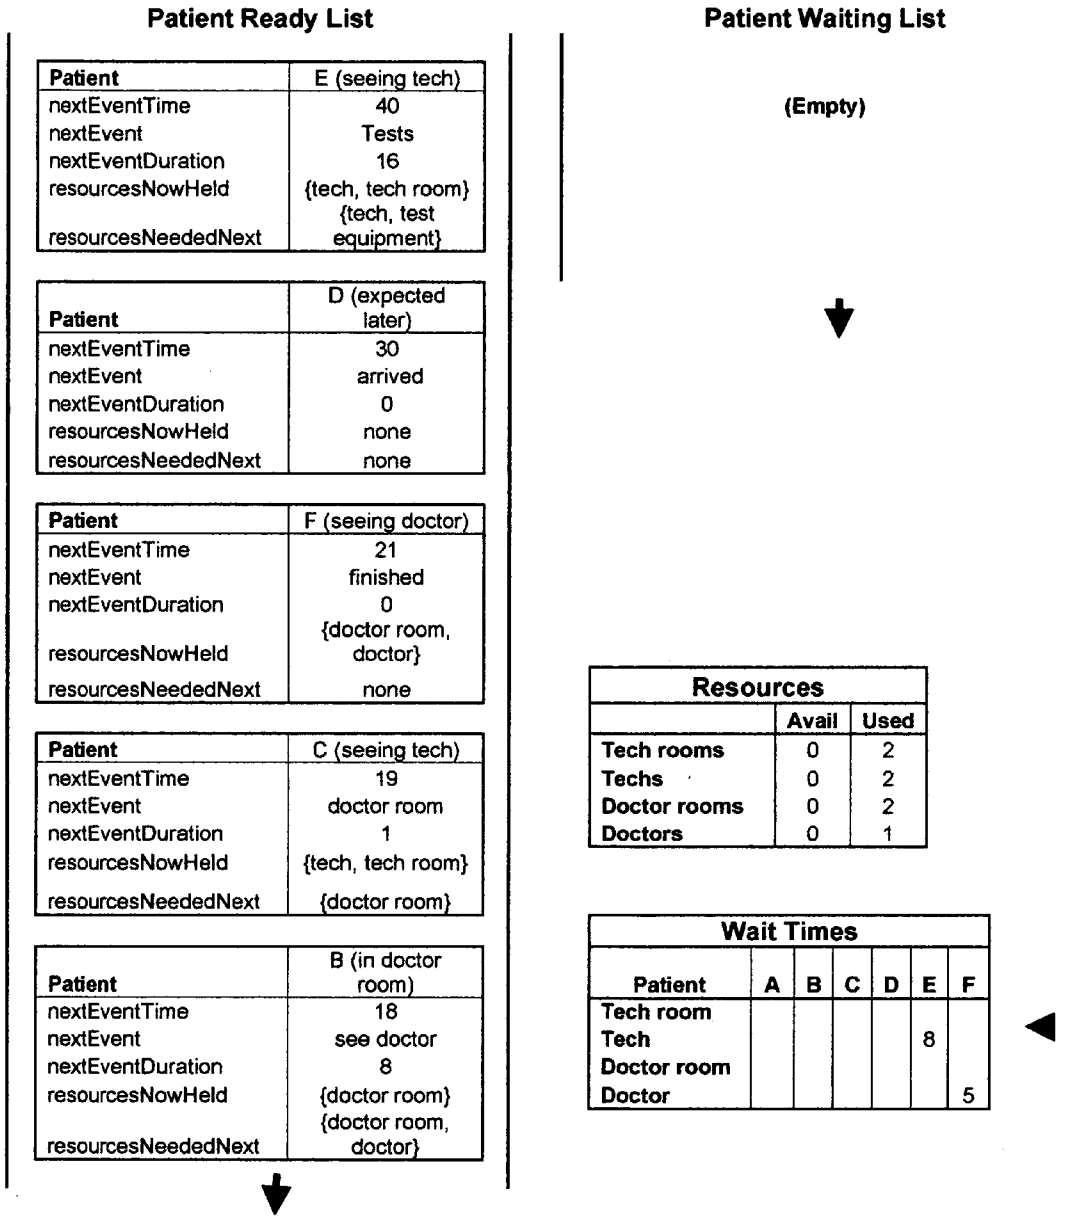 Patient Ready List
Patient E (seeing tech)
nextEventTime 40
nextEvent Tests
nextEventDuration 16
resourcesNowHeld {tech, tech room}
{tech, test
resourcesNeededNext equipment}
D (expected
Patient later)
nextEventTime 30
nextEvent arrived
nextEventDuration 0
resourcesNowHeld none
resourcesNeededNext none
Patient F (seeing doctor)
nextEventTime 21
nextEvent finished
nextEventDuration 0
{doctor room,
resourcesNowHeld doctor}
resourcesNeededNext none
Patient C (seeing tech)
nextEventTime 19
nextEvent doctor room
nextEventDuration 1
resourcesNowHeld {tech, tech room}
resourcesNeededNext {doctor room}
B (in doctor
Patient room)
nextEventTime 18
nextEvent see doctor
nextEventDuration 8
resourcesNowHeld {doctor room}
{doctor room,
resourcesNeededNext doctor}
Patient Waiting List
(Empty)
Resources
Avail Used
Tech rooms 0 2
Techs 0 2
Doctor rooms 0 2
Doctors 0 1
Wait Times
Patient A B C D E F
Tech room
Tech 8
Doctor room
Doctor 5